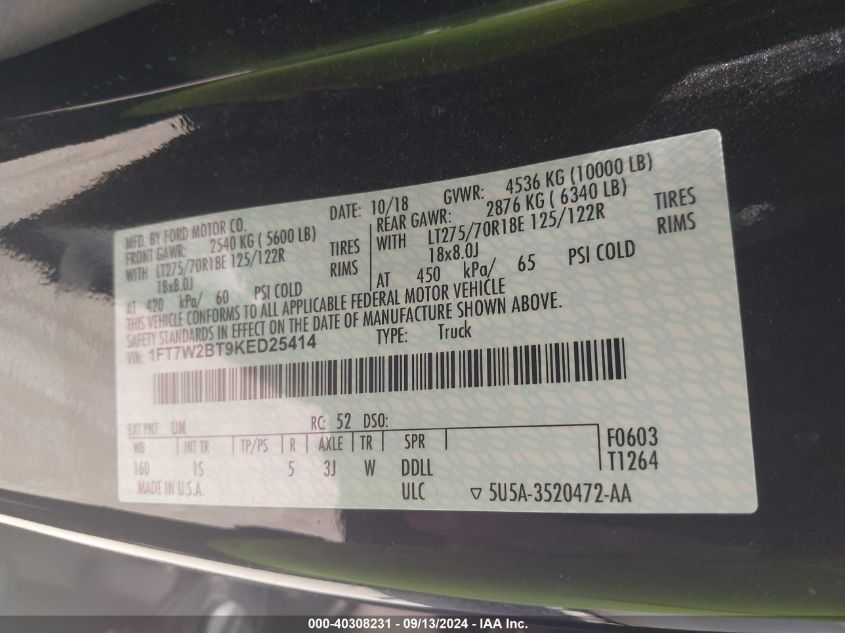 MFD. BY FORD MOTOR CO.
DATE: 10/18 GVWR: 4536 KG (10000 LB)
FRONT GAWR: 2540 KG ( 5600 LB)
WITH LT275/70R18E 125/122R TIRES
18x8.0J RIMS
AT 420 kPa/ 60 PSI COLD
REAR GAWR: 2876 KG ( 6340 LB)
WITH LT275/70R18E 125/122R TIRES
18x8.0J RIMS
AT 450 kPa/ 65 PSI COLD
THIS VEHICLE CONFORMS TO ALL APPLICABLE FEDERAL MOTOR VEHICLE
SAFETY STANDARDS IN EFFECT ON THE DATE OF MANUFACTURE SHOWN ABOVE.
VIN: 1FT7W2BT9KED25414 TYPE: Truck
EXT PNT: UM RC: 52 DSO:
WB INT TR TP/PS R AXLE TR SPR
160 1S 5 3J W DDLL
F0603
T1264
MADE IN U.S.A. ULC ▽ 5U5A-3520472-AA
000-40308231 - 09/13/2024 - IAA Inc.